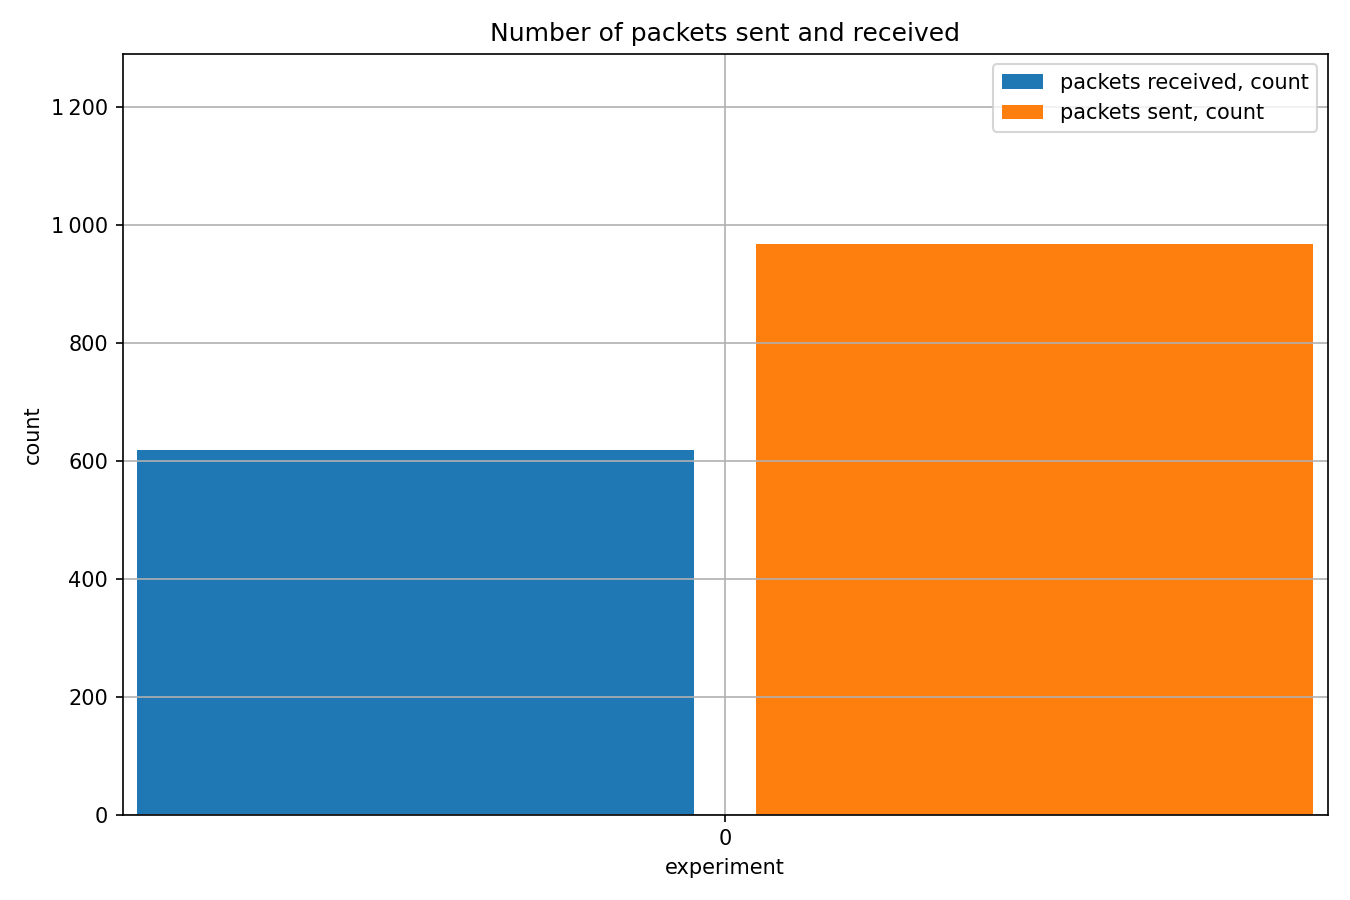 Number of packets sent and received
packets received, count
packets sent, count
1 200
1 000
800
600
400
200
0
count
0
experiment